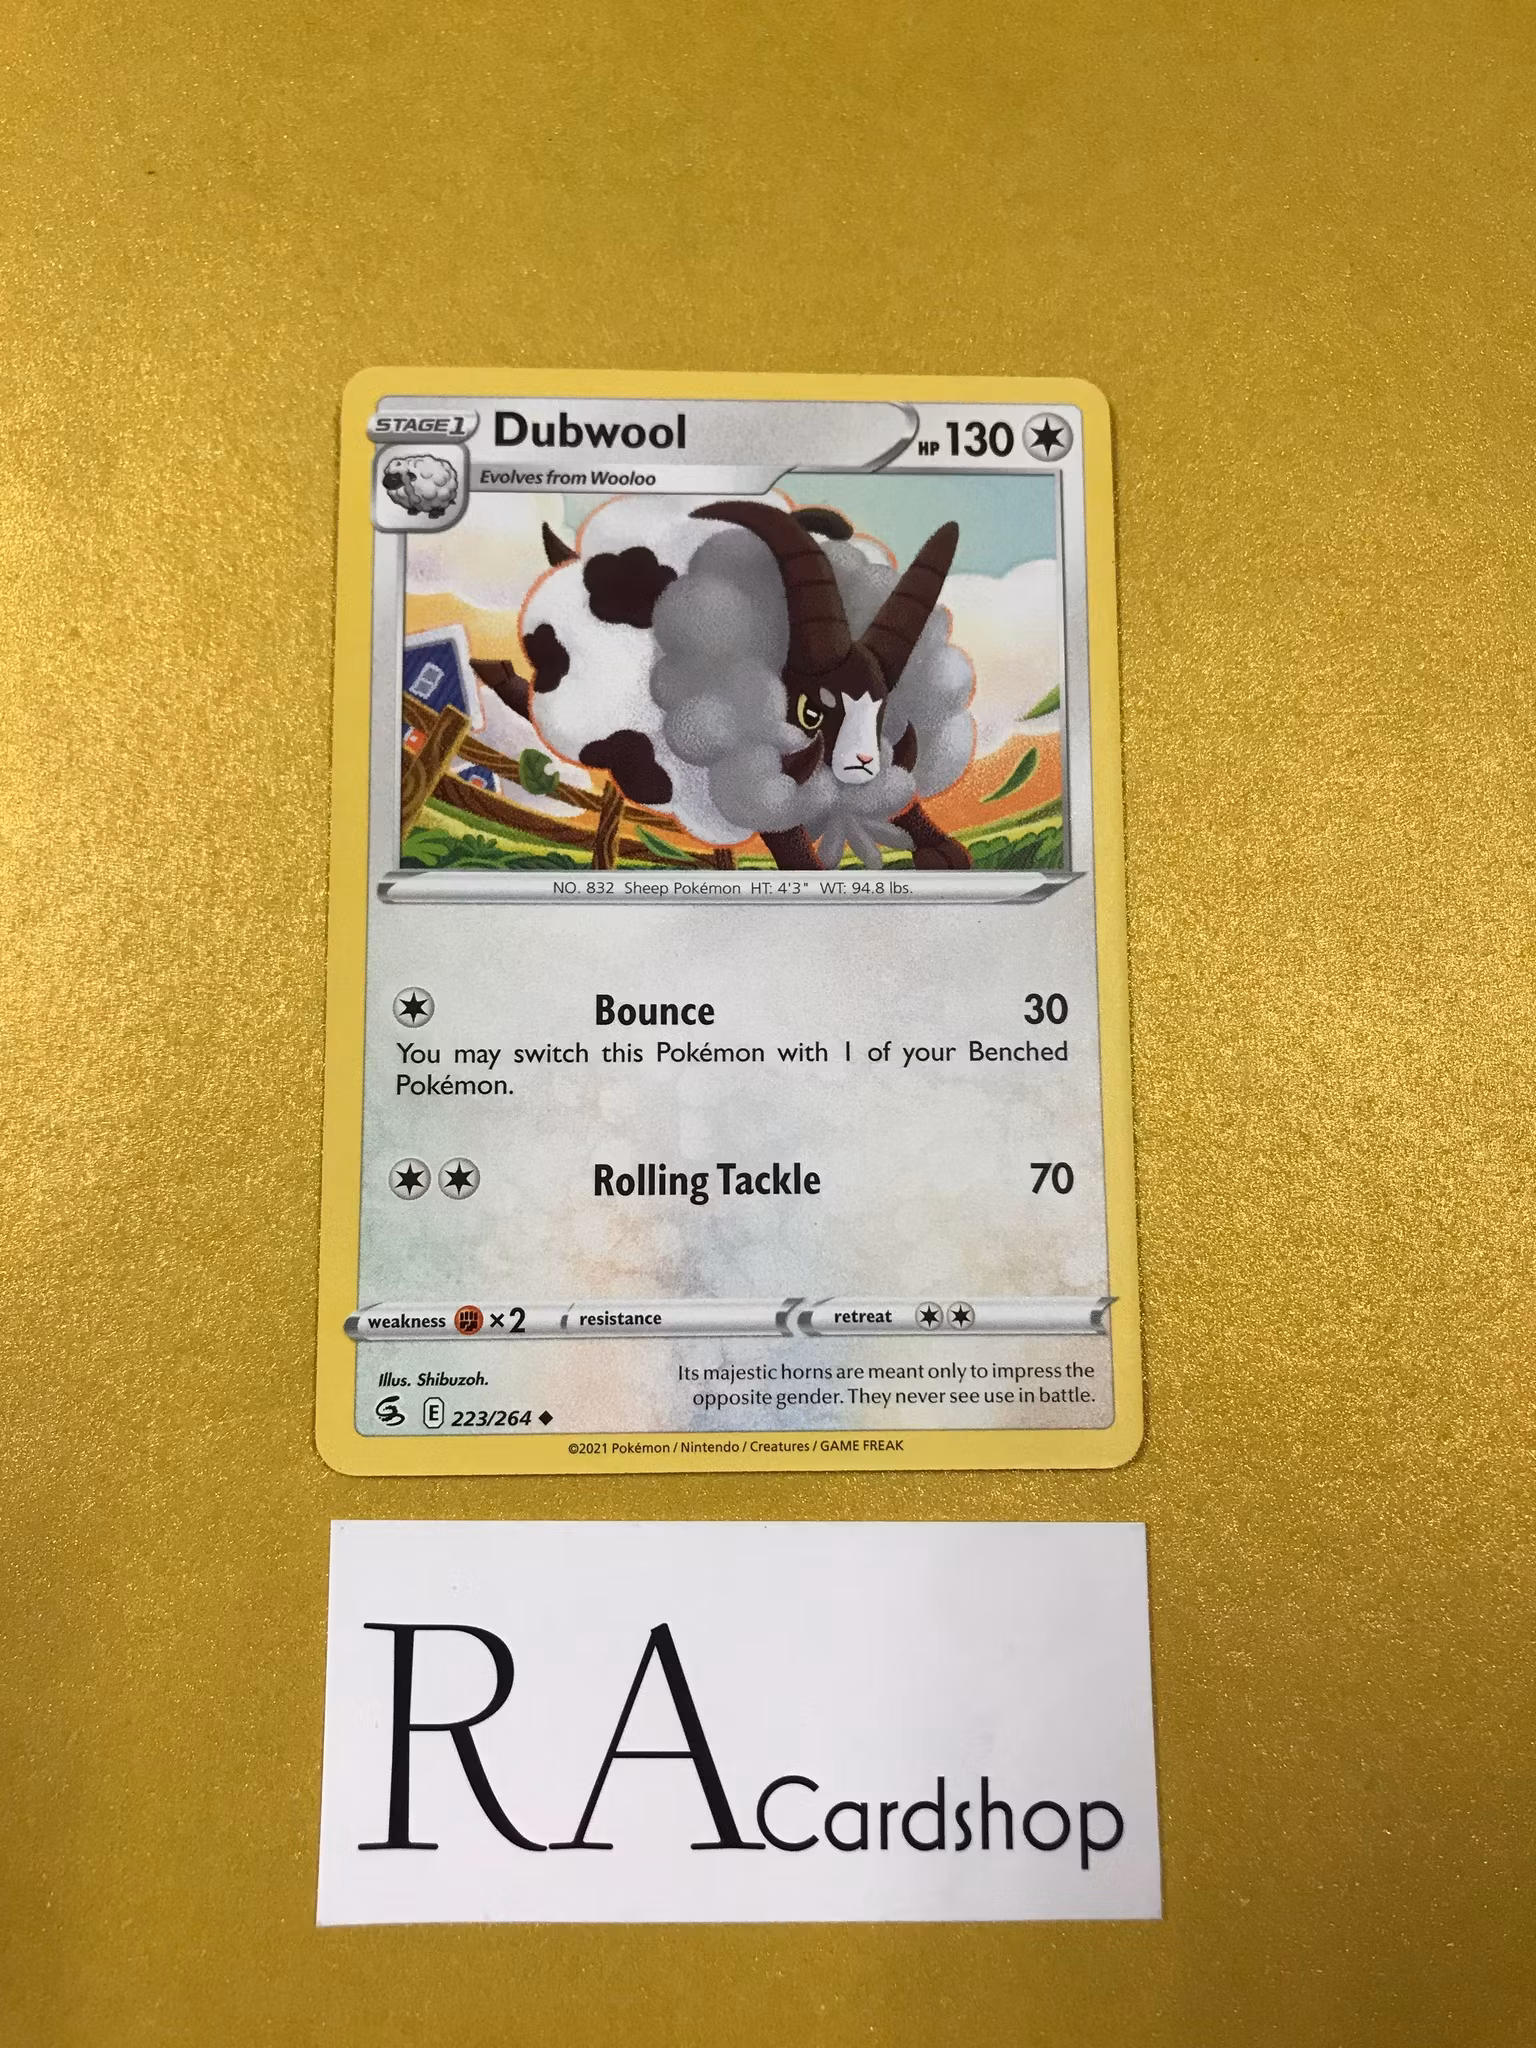 STAGE1 Dubwool HP 130
Evolves from Wooloo
NO. 832 Sheep Pokémon HT: 4'3" WT: 94.8 lbs.
Bounce 30
You may switch this Pokémon with 1 of your Benched
Pokémon.
Rolling Tackle 70
weakness ×2 resistance retreat
Illus. Shibuzoh.
Its majestic horns are meant only to impress the
opposite gender. They never see use in battle.
E 223/264
©2021 Pokémon / Nintendo / Creatures / GAME FREAK
RA Cardshop